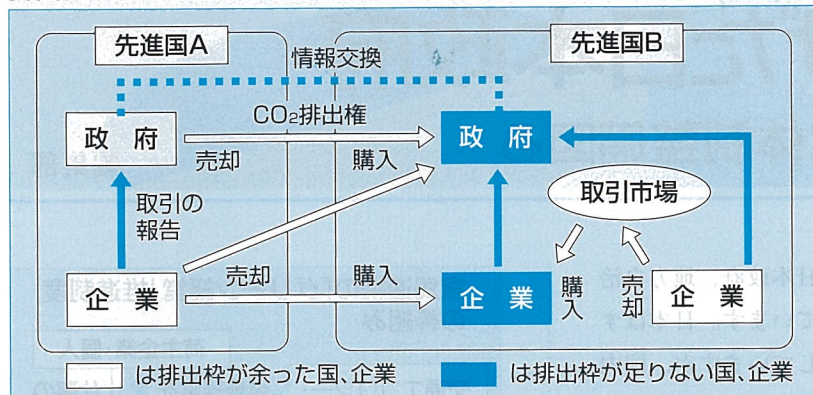 先進国A
先進国B
情報交換
CO₂排出権
政府
政府
売却
購入
取引市場
取引の
報告
売却
購入
購入
売却
企業
企業
企業
は排出枠が余った国、企業
は排出枠が足りない国、企業